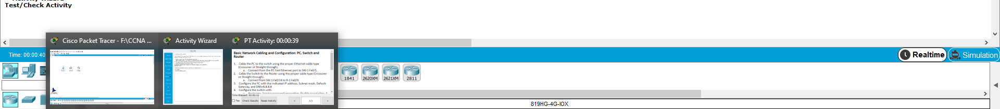 Test/Check Activity
Cisco Packet Tracer - F:\CCNA ...
Activity Wizard
PT Activity: 00:00:39
Basic Network Cabling and Configuration: PC, Switch and
Router
1. Cable the PC to the switch using the proper Ethernet cable type
(Crossover or Straight through).
a. Connect from the PC Fast Ethernet port to SW-1 Fa0/1.
2. Cable the Switch to the Router using the proper cable type (Crossover
or Straight through).
a. Connect from SW-1 Fa0/24 to R-1 Fa0/0.
3. Configure the PC with the indicated IP address, Subnet mask, Default-
Gateway, and DNS=8.8.8.8
4. Configure the switch with:
Time Elapsed: 00:00:12
Top
Check Results
Reset Activity
<
1/1
>
Time: 00:00:40
Realtime
Simulation
1841
2620XM
2621XM
2811
819HG-4G-IOX